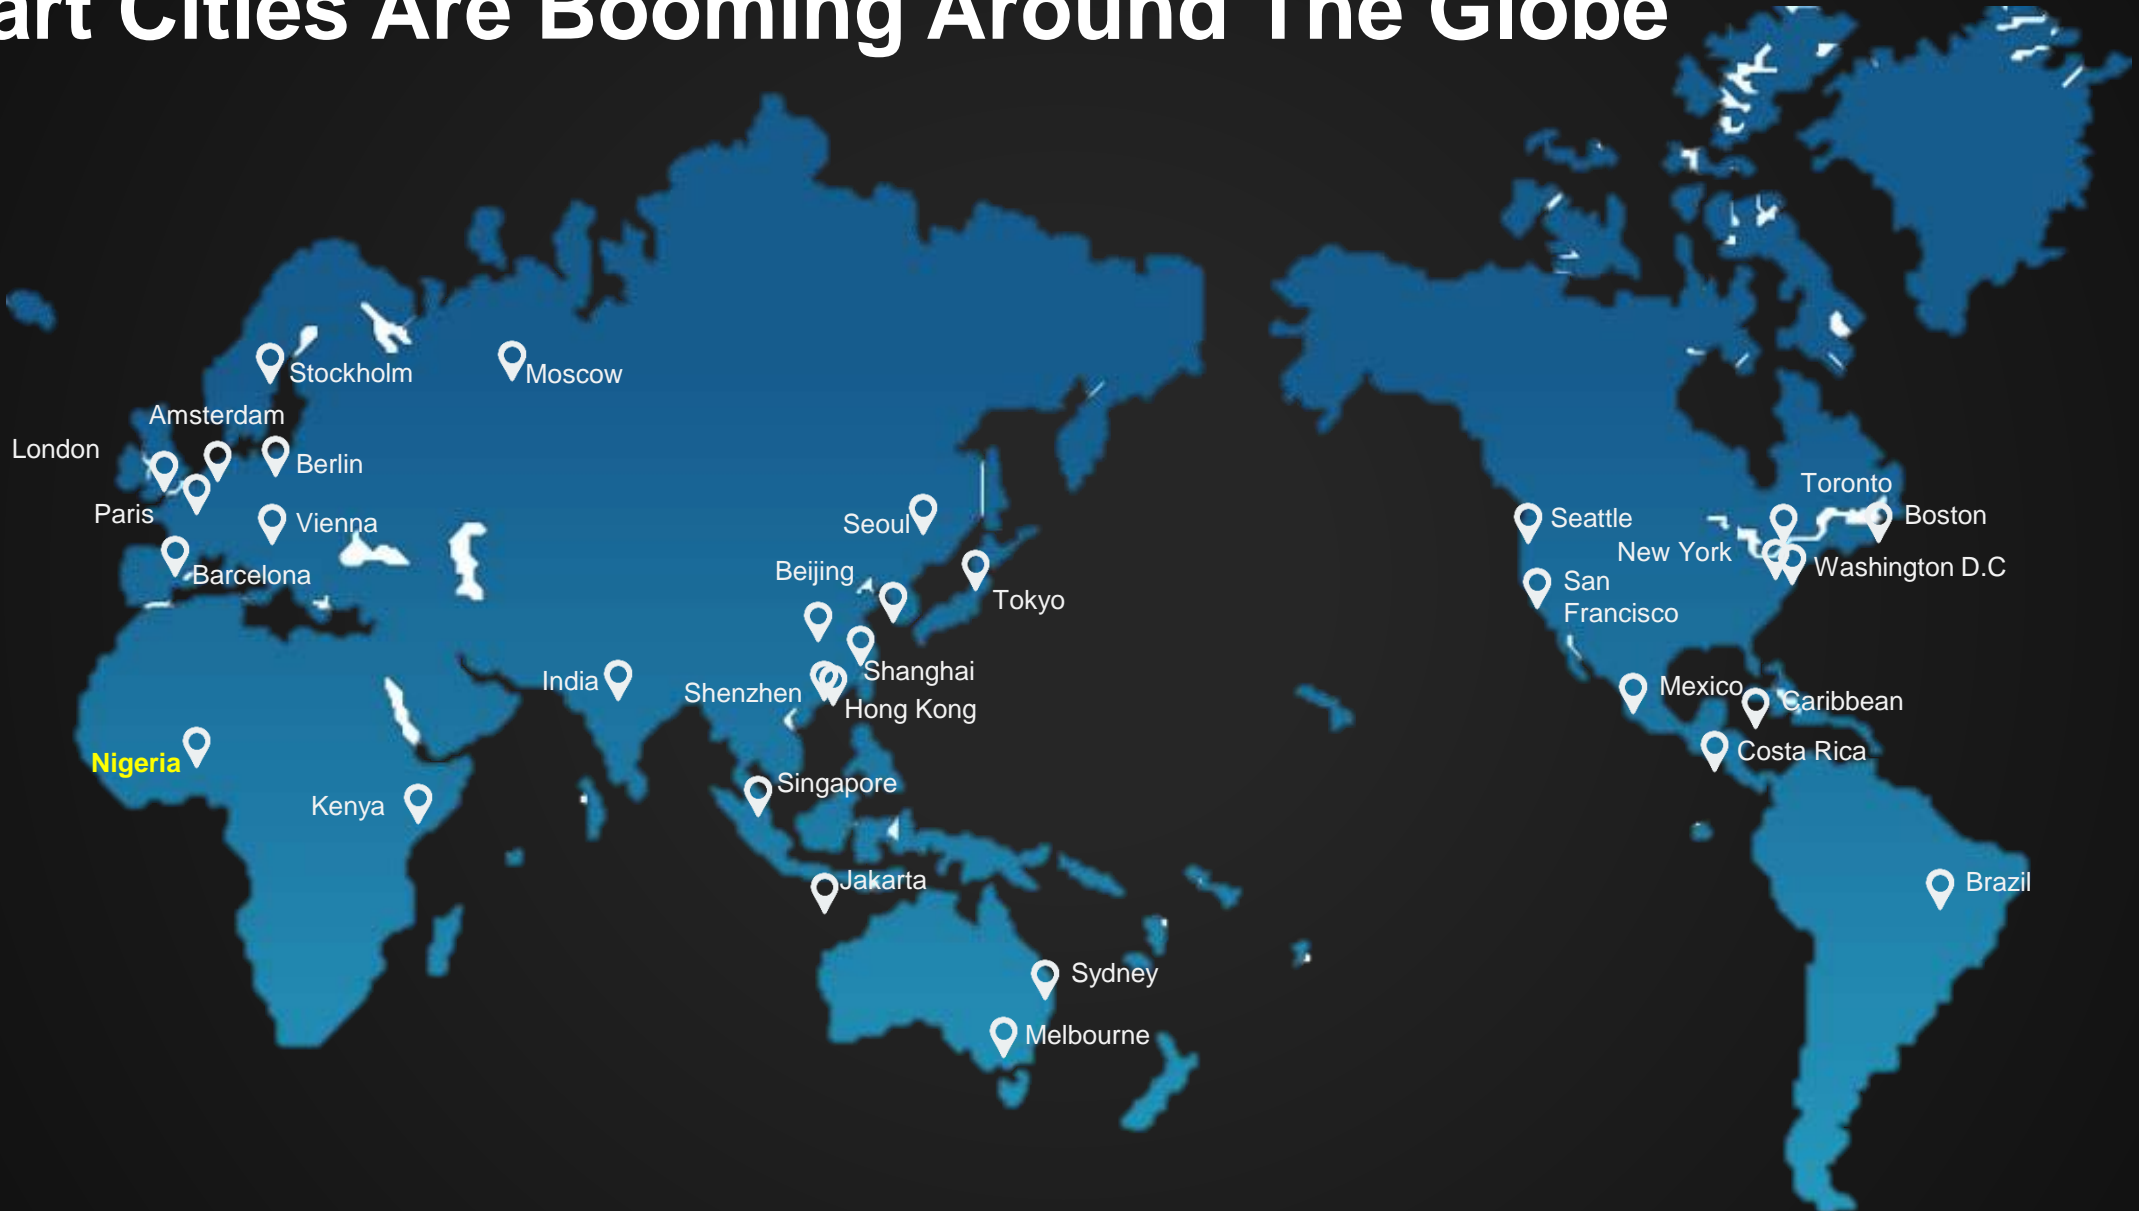 art Cities Are Booming Around The Globe
Stockholm
Moscow
Amsterdam
London
Berlin
Paris
Vienna
Barcelona
Seoul
Beijing
Tokyo
India
Shenzhen
Shanghai
Hong Kong
Nigeria
Kenya
Singapore
Jakarta
Sydney
Melbourne
Toronto
Seattle
Boston
New York
Washington D.C
San
Francisco
Mexico
Caribbean
Costa Rica
Brazil